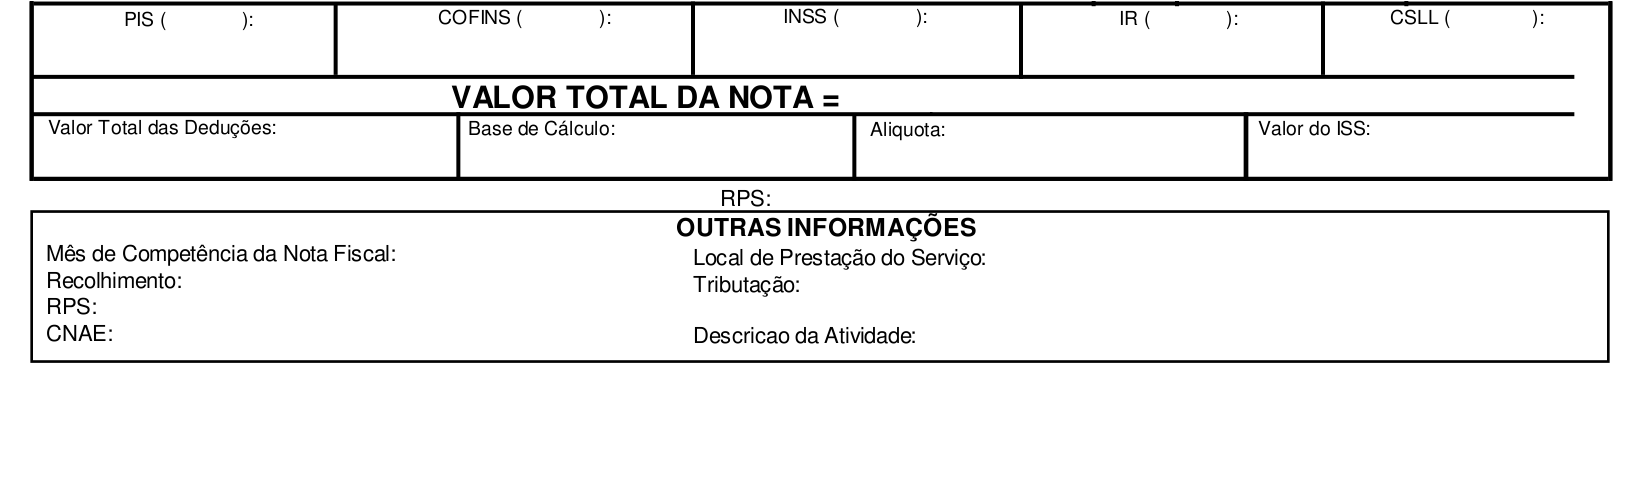 PIS ( ): COFINS ( ): INSS ( ): IR ( ): CSLL ( ):
VALOR TOTAL DA NOTA =
Valor Total das Deduções: Base de Cálculo: Aliquota: Valor do ISS:
RPS:
OUTRAS INFORMAÇÕES
Mês de Competência da Nota Fiscal: Local de Prestação do Serviço:
Recolhimento: Tributação:
RPS:
CNAE: Descricao da Atividade: